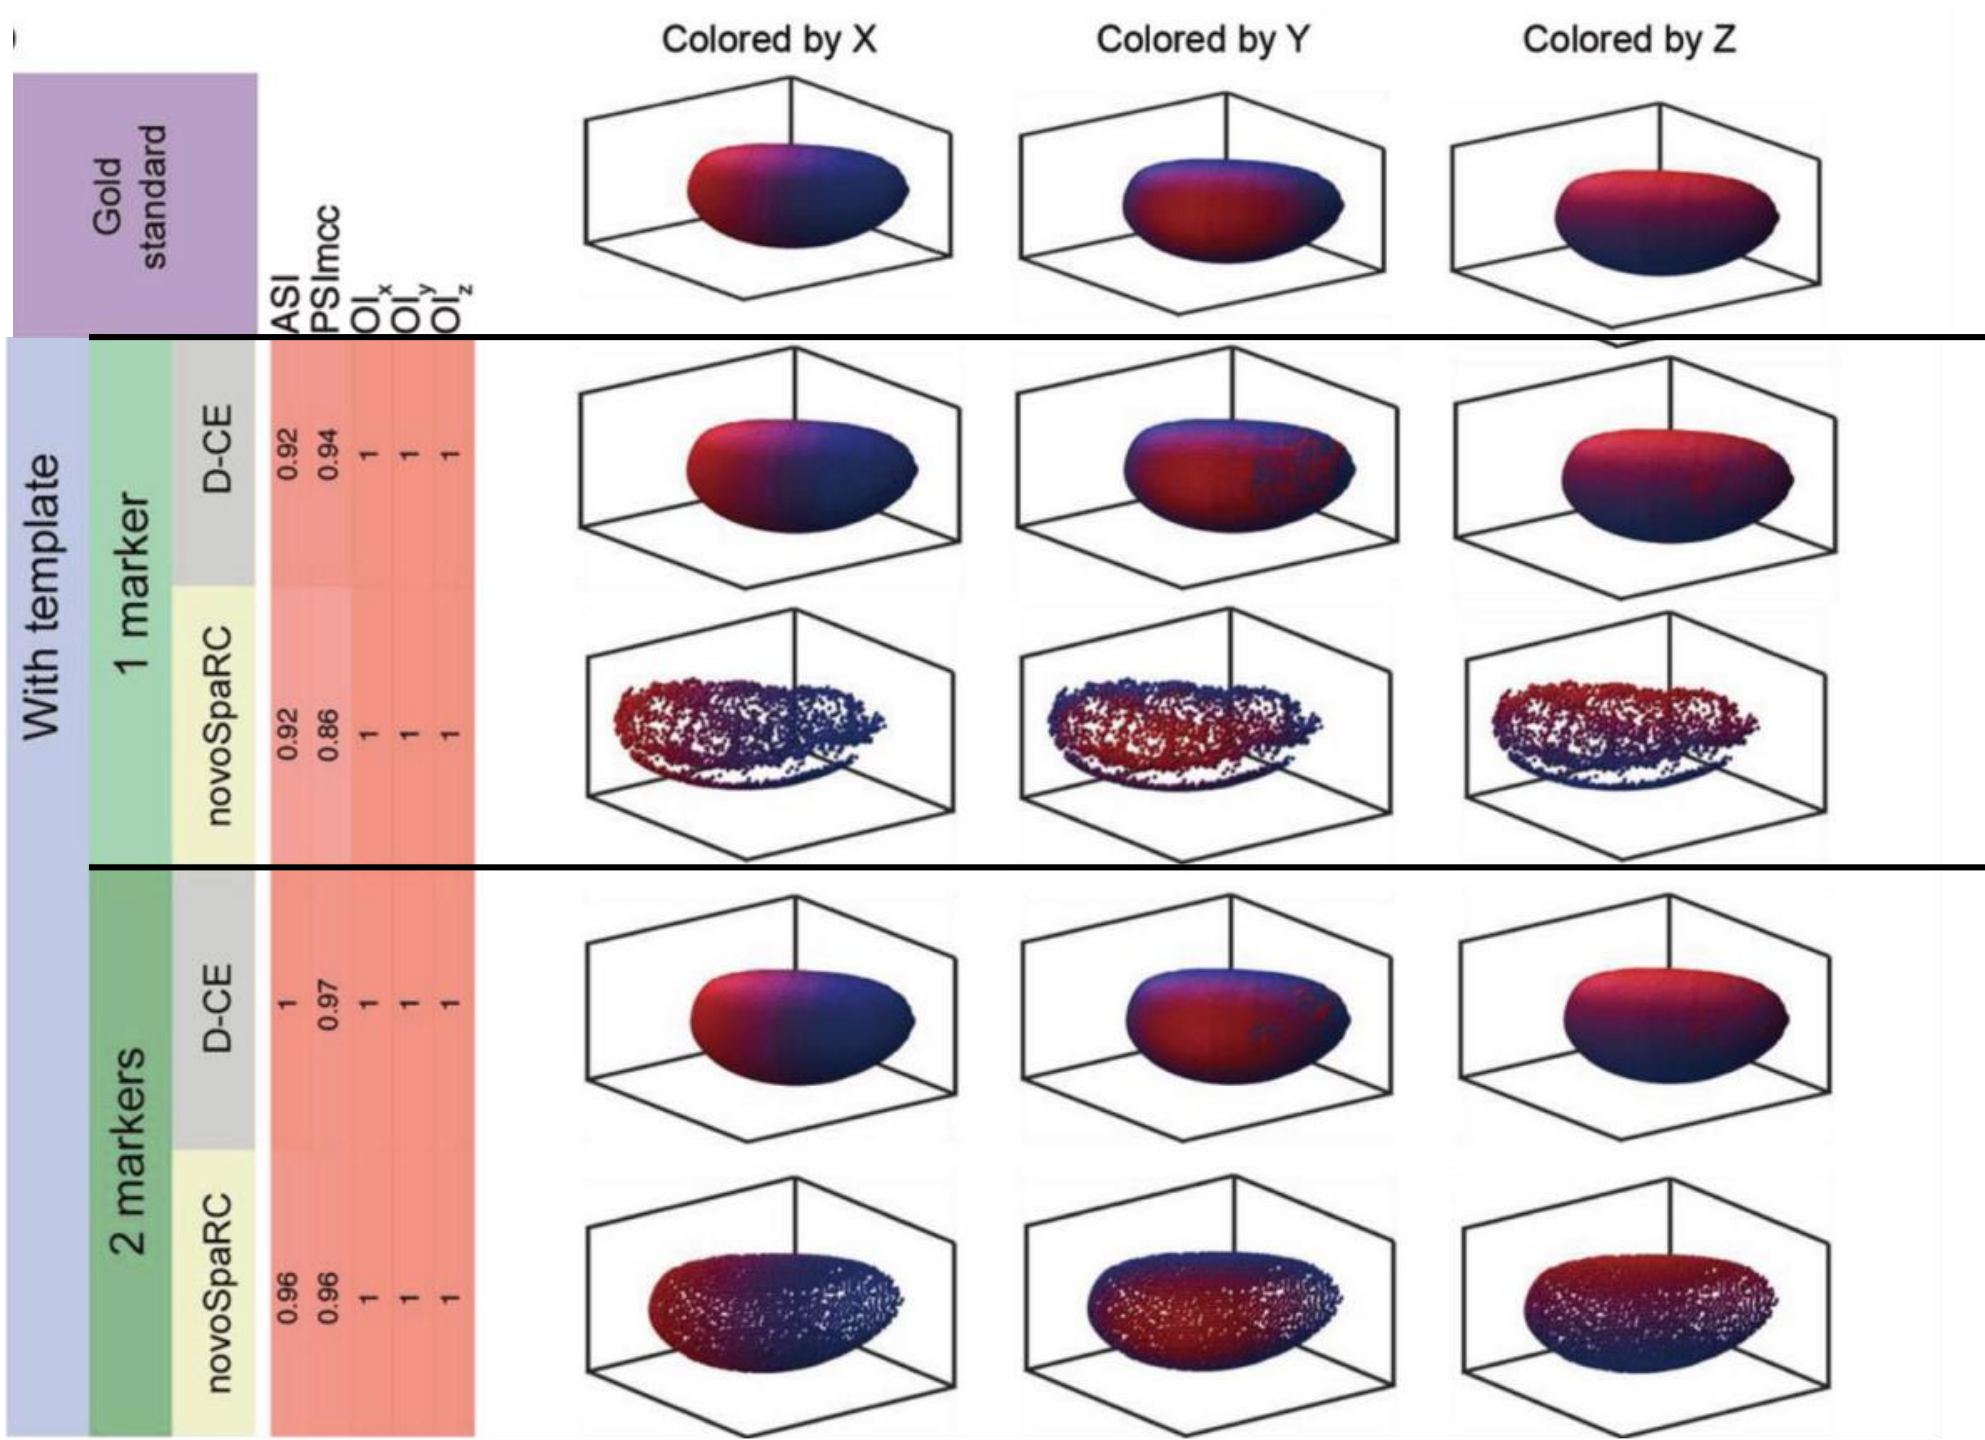 Colored by X
Colored by Y
Colored by Z
Gold
standard
ASI
PSImcc
OIx
OIy
OIz
With template
1 marker
D-CE
0.92
0.94
1
1
1
novoSpaRC
0.92
0.86
1
1
1
2 markers
D-CE
1
0.97
1
1
1
novoSpaRC
0.96
0.96
1
1
1